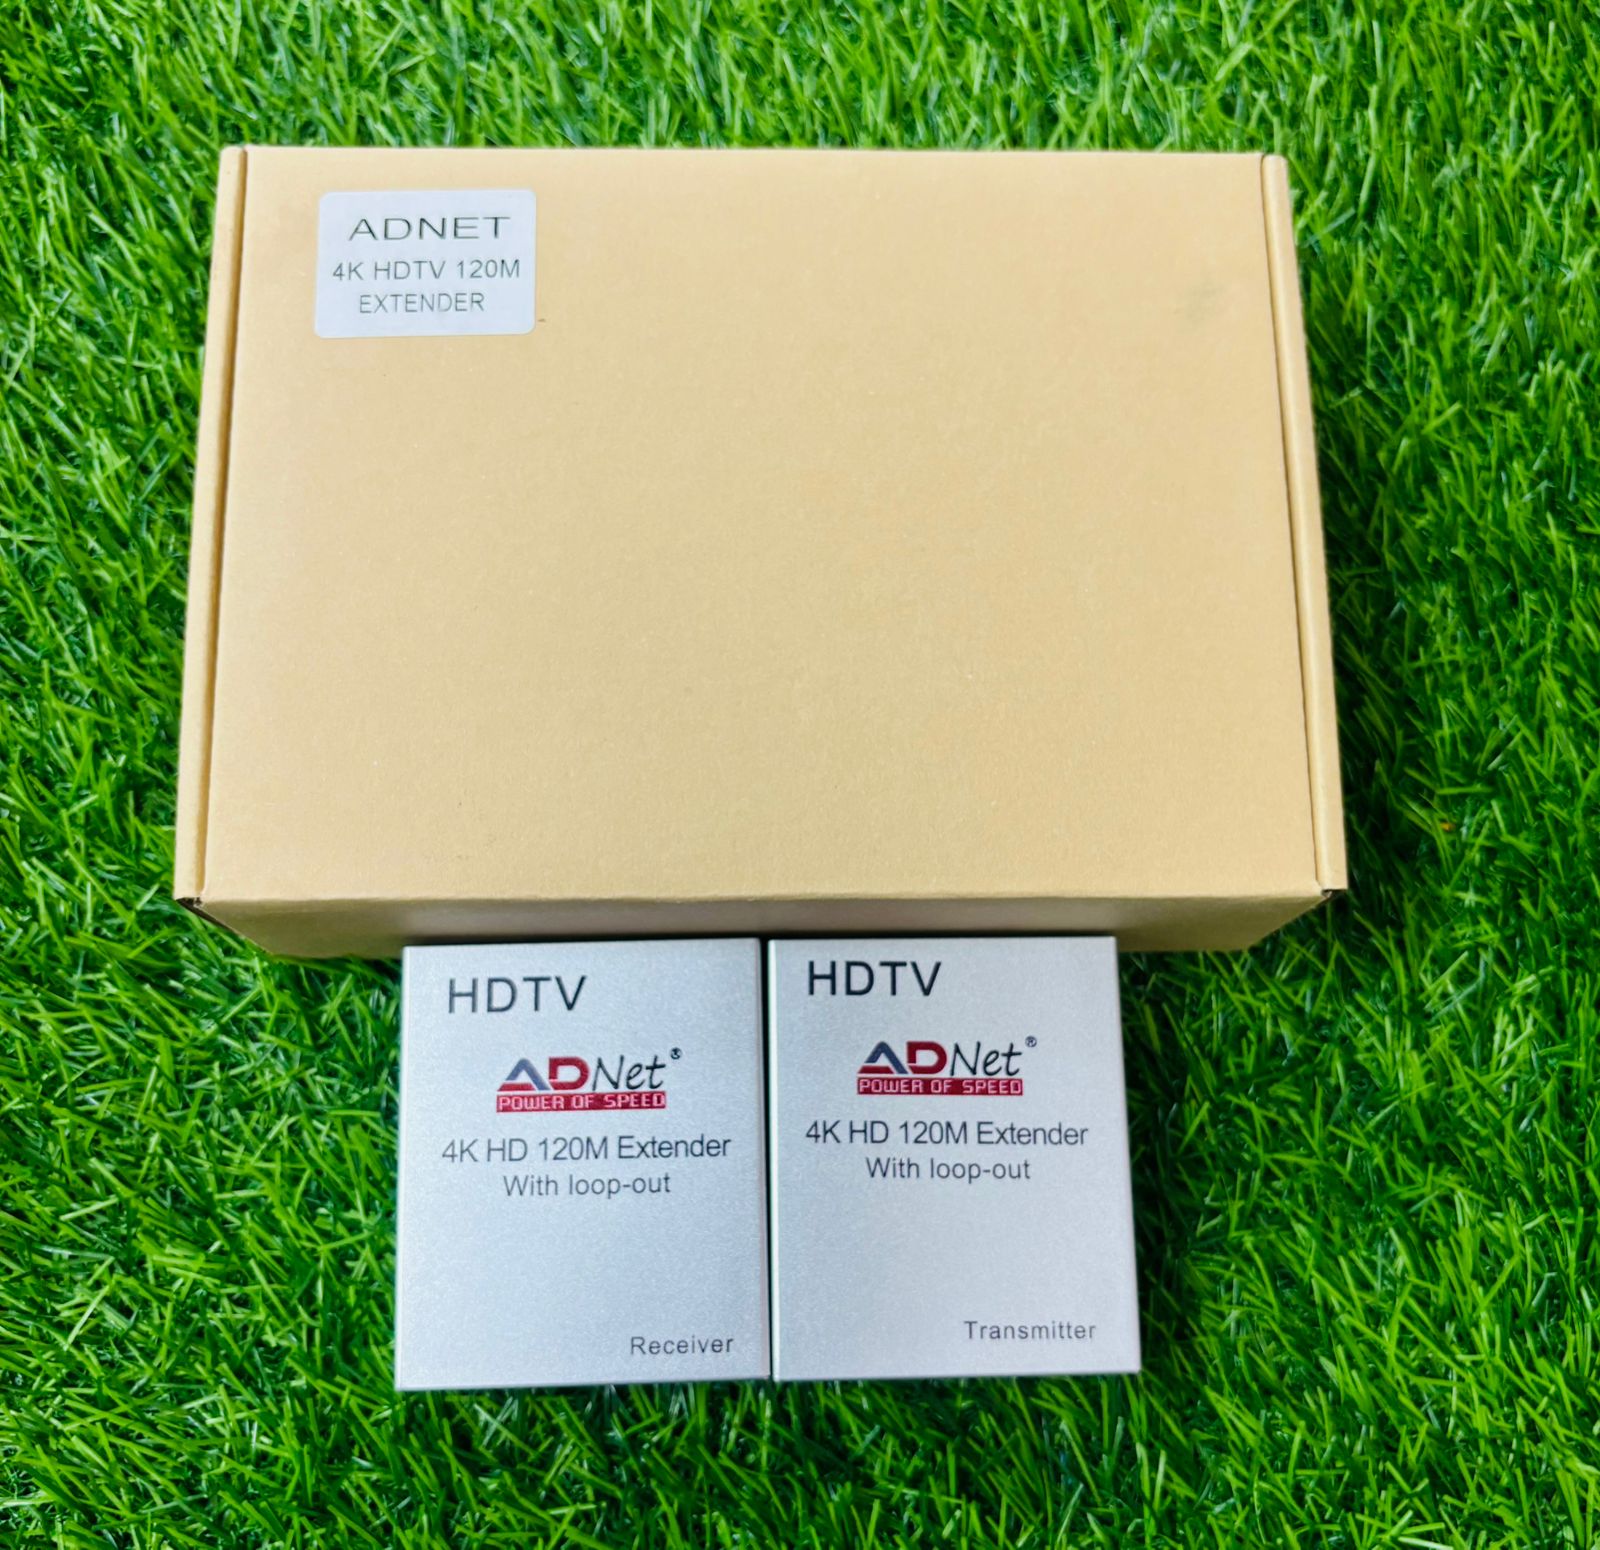 ADNET
4K HDTV 120M
EXTENDER
HDTV
ADNet®
POWER OF SPEED
4K HD 120M Extender
With loop-out
Receiver
HDTV
ADNet®
POWER OF SPEED
4K HD 120M Extender
With loop-out
Transmitter